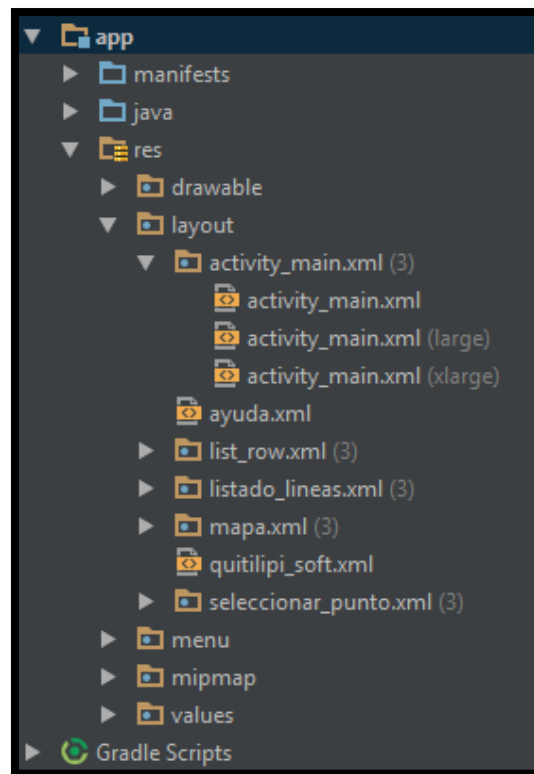 app
manifests
java
res
drawable
layout
activity_main.xml (3)
activity_main.xml
activity_main.xml (large)
activity_main.xml (xlarge)
ayuda.xml
list_row.xml (3)
listado_lineas.xml (3)
mapa.xml (3)
quitilipi_soft.xml
seleccionar_punto.xml (3)
menu
mipmap
values
Gradle Scripts